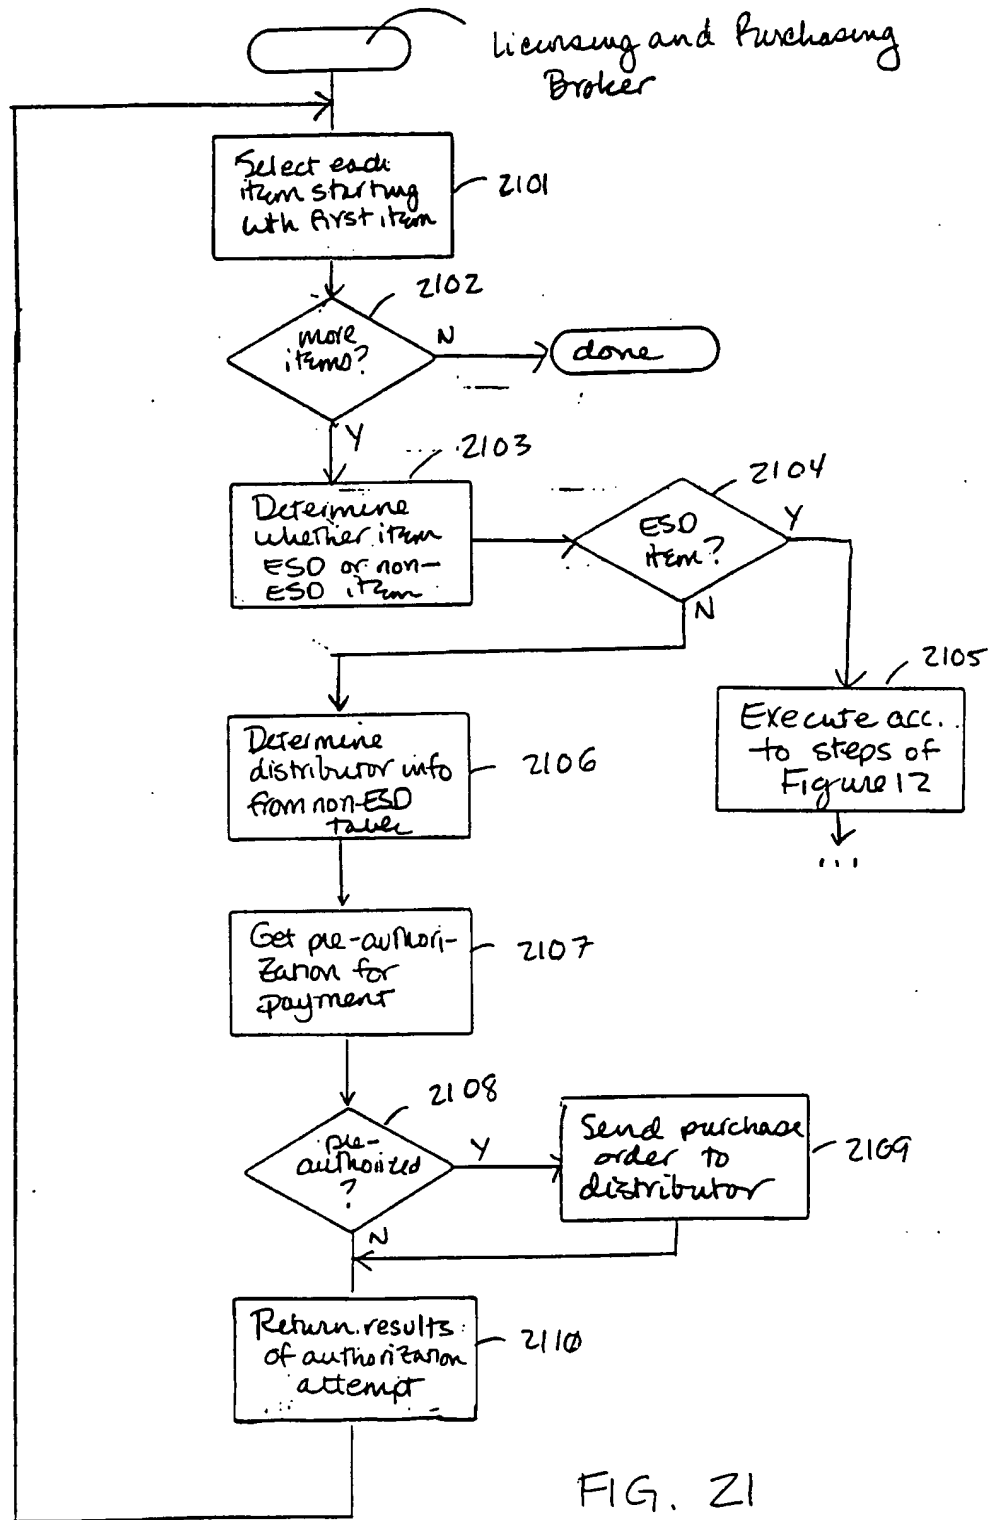 Licensing and Purchasing
Broker
Select each
item starting
with first item
2101
2102
more
items?
N
done
Y
2103
Determine
whether item
ESD or non-
ESD item
2104
ESD
item?
Y
N
2105
Execute acc.
to steps of
Figure 12
...
Determine
distributor info
from non-ESD
table
2106
Get pre-authori-
zation for
payment
2107
2108
pre-
authorized
?
Y
Send purchase
order to
distributor
2109
N
Return results
of authorization
attempt
2110
FIG. 21